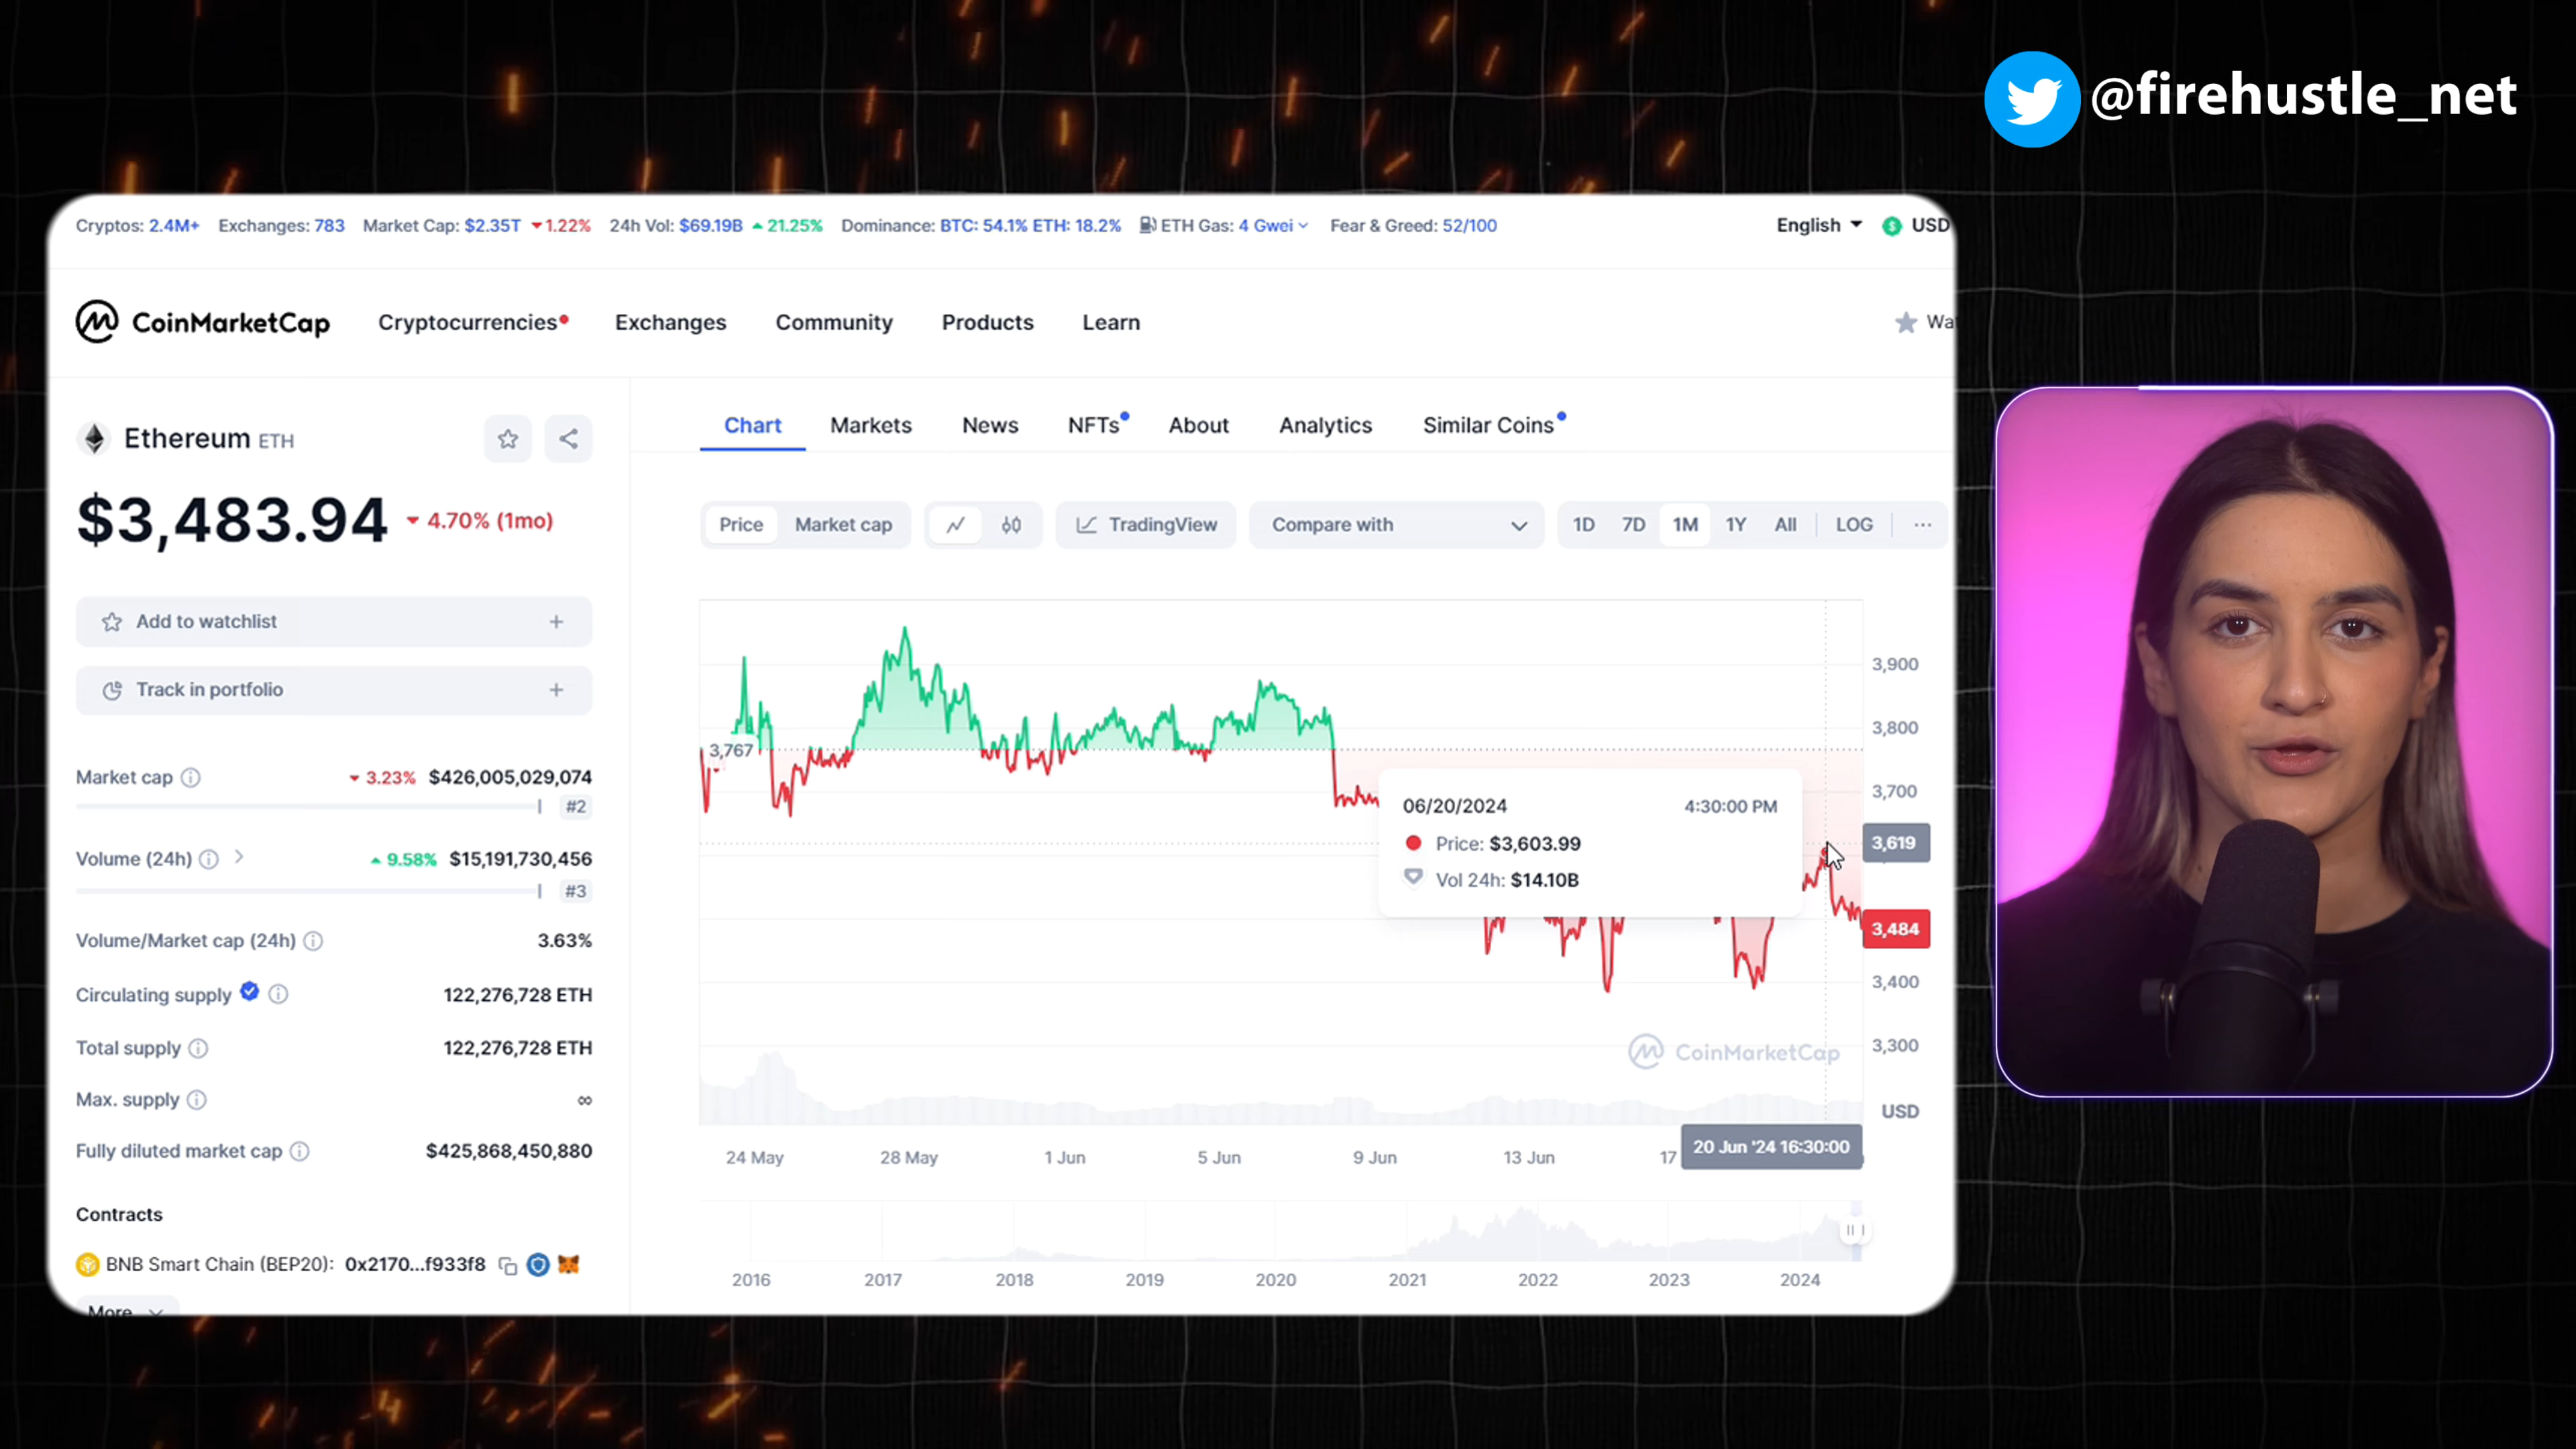 @firehustle_net
Cryptos: 2.4M+ Exchanges: 783 Market Cap: $2.35T 1.22% 24h Vol: $69.19B 21.25% Dominance: BTC: 54.1% ETH: 18.2% ETH Gas: 4 Gwei Fear & Greed: 52/100 English USD
CoinMarketCap Cryptocurrencies Exchanges Community Products Learn Wa
Ethereum ETH
$3,483.94 4.70% (1mo)
Add to watchlist
Track in portfolio
Market cap 3.23% $426,005,029,074
#2
Volume (24h) 9.58% $15,191,730,456
#3
Volume/Market cap (24h) 3.63%
Circulating supply 122,276,728 ETH
Total supply 122,276,728 ETH
Max. supply ∞
Fully diluted market cap $425,868,450,880
Contracts
BNB Smart Chain (BEP20): 0x2170...f933f8
More
Chart Markets News NFTs About Analytics Similar Coins
Price Market cap TradingView Compare with 1D 7D 1M 1Y All LOG ...
3,900
3,800
3,767
3,700
06/20/2024 4:30:00 PM
Price: $3,603.99
3,619
Vol 24h: $14.10B
3,484
3,400
3,300
CoinMarketCap
USD
24 May 28 May 1 Jun 5 Jun 9 Jun 13 Jun 17 20 Jun '24 16:30:00
2016 2017 2018 2019 2020 2021 2022 2023 2024